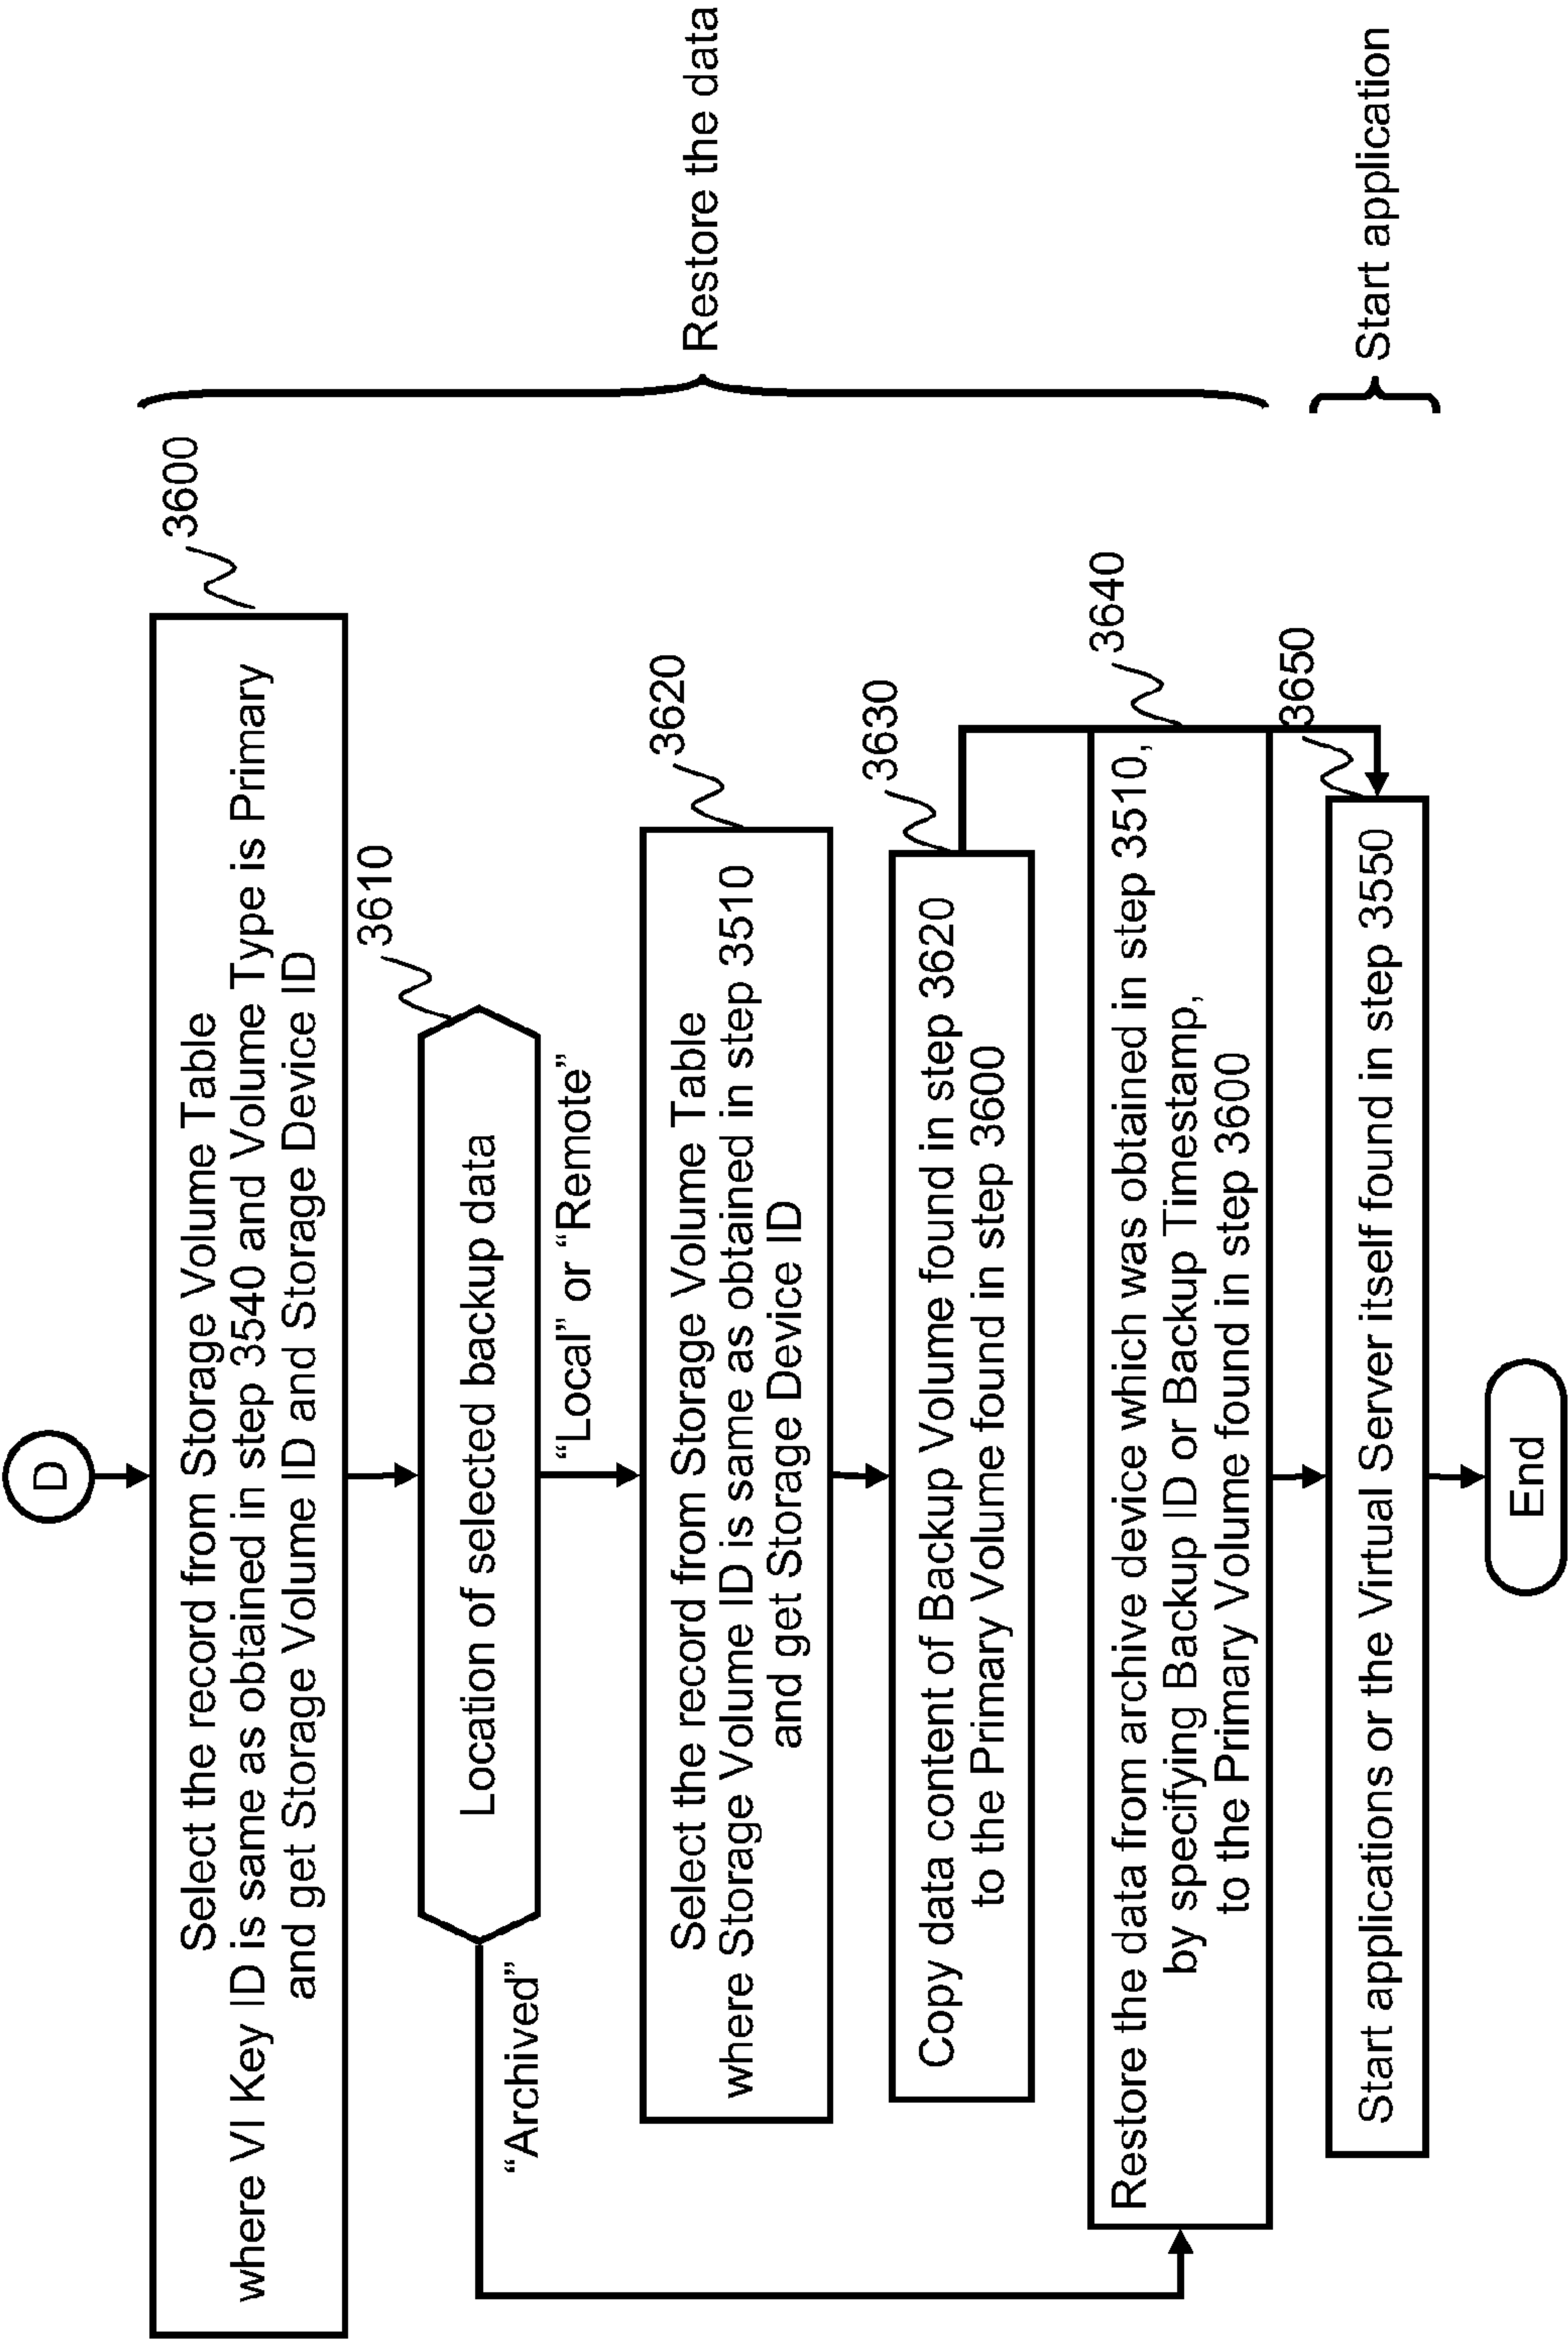 D
3600
Select the record from Storage Volume Table
where VI Key ID is same as obtained in step 3540 and Volume Type is Primary
and get Storage Volume ID and Storage Device ID
3610
Location of selected backup data
“Archived”
“Local” or “Remote”
3620
Select the record from Storage Volume Table
where Storage Volume ID is same as obtained in step 3510
and get Storage Device ID
3630
Copy data content of Backup Volume found in step 3620
to the Primary Volume found in step 3600
3640
Restore the data from archive device which was obtained in step 3510,
by specifying Backup ID or Backup Timestamp,
to the Primary Volume found in step 3600
3650
Start applications or the Virtual Server itself found in step 3550
End
Restore the data
Start application